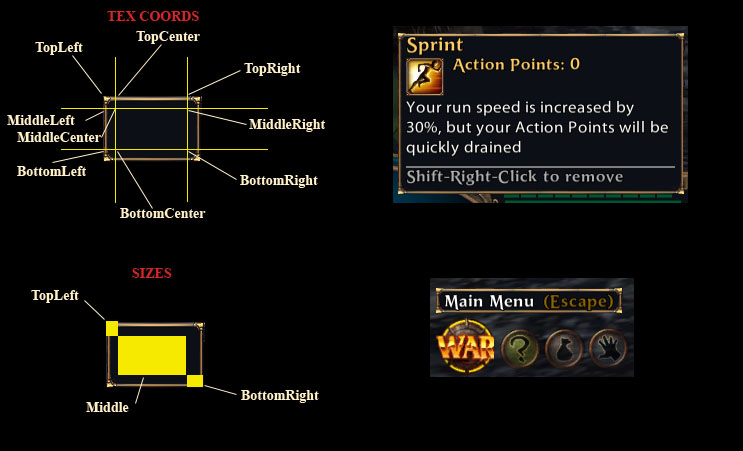 TEX COORDS
TopLeft
TopCenter
TopRight
MiddleLeft
MiddleRight
MiddleCenter
BottomLeft
BottomRight
BottomCenter
Sprint
Action Points: 0
Your run speed is increased by
30%, but your Action Points will be
quickly drained
Shift-Right-Click to remove
SIZES
TopLeft
Middle
BottomRight
Main Menu (Escape)
WAR